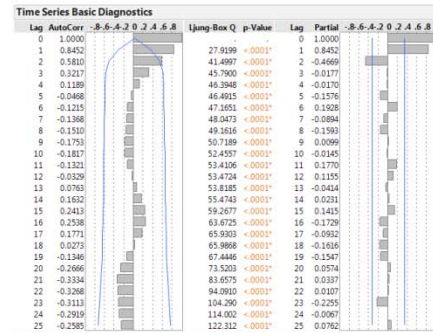 Time Series Basic Diagnostics
Lag AutoCorr -.8-.6-.4-.2 0 .2 .4 .6 .8 Ljung-Box Q p-Value Lag Partial -.8-.6-.4-.2 0 .2 .4 .6 .8
0 1.0000 . . 0 1.0000
1 0.8452 27.9199 <.0001* 1 0.8452
2 0.5810 41.4997 <.0001* 2 -0.4669
3 0.3217 45.7900 <.0001* 3 -0.0177
4 0.1189 46.3948 <.0001* 4 -0.0170
5 -0.0468 46.4915 <.0001* 5 -0.1576
6 -0.1215 47.1651 <.0001* 6 0.1928
7 -0.1368 48.0473 <.0001* 7 -0.0894
8 -0.1510 49.1616 <.0001* 8 -0.1593
9 -0.1753 50.7189 <.0001* 9 0.0099
10 -0.1817 52.4557 <.0001* 10 -0.0145
11 -0.1321 53.4106 <.0001* 11 0.1770
12 -0.0329 53.4724 <.0001* 12 0.1155
13 0.0763 53.8185 <.0001* 13 -0.0414
14 0.1632 55.4743 <.0001* 14 0.0231
15 0.2413 59.2677 <.0001* 15 0.1415
16 0.2538 63.6725 <.0001* 16 -0.1729
17 0.1771 65.9303 <.0001* 17 -0.0932
18 0.0273 65.9868 <.0001* 18 -0.1616
19 -0.1346 67.4446 <.0001* 19 -0.1547
20 -0.2666 73.5203 <.0001* 20 0.0574
21 -0.3334 83.6575 <.0001* 21 0.0337
22 -0.3268 94.0910 <.0001* 22 0.0107
23 -0.3113 104.290 <.0001* 23 -0.2255
24 -0.2919 114.002 <.0001* 24 -0.0067
25 -0.2585 122.312 <.0001* 25 0.0762